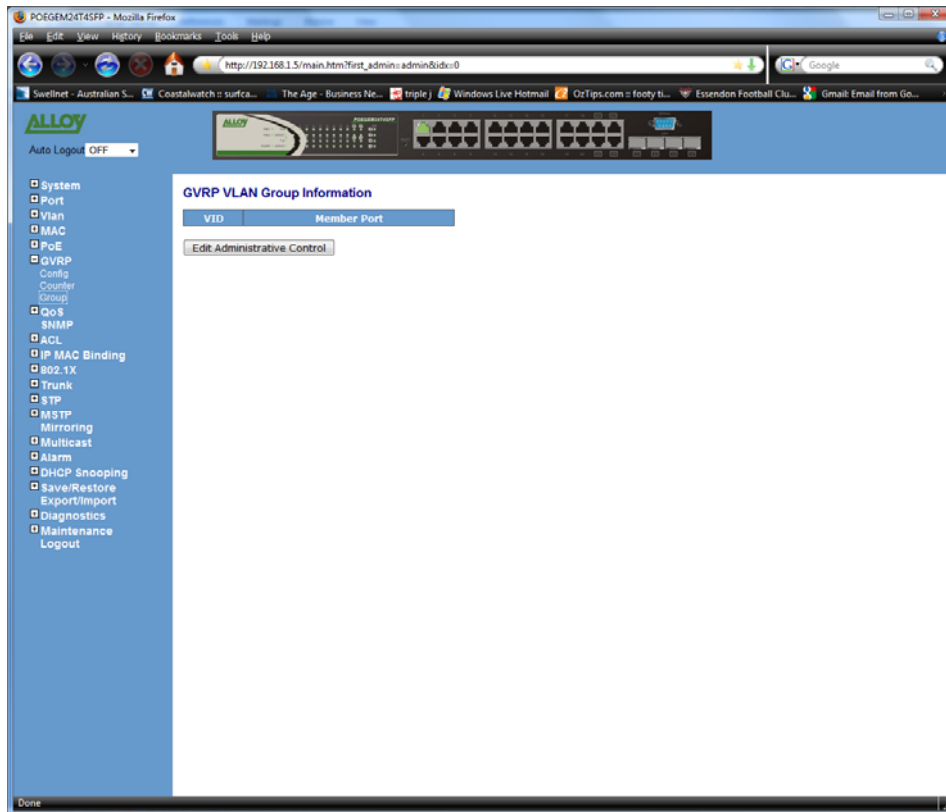 POEGEM24T4SFP - Mozilla Firefox
File Edit View History Bookmarks Tools Help
http://192.168.1.5/main.htm?first_admin=admin&idx=0
Google
Swellnet - Australian S... Coastalwatch :: surfca... The Age - Business Ne... triple j Windows Live Hotmail OzTips.com :: footy ti... Essendon Football Clu... Gmail: Email from Go...
ALLOY
Auto Logout OFF
ALLOY
POEGEM24T4SFP
System
Port
Vlan
MAC
PoE
GVRP
Config
Counter
Group
QoS
SNMP
ACL
IP MAC Binding
802.1X
Trunk
STP
MSTP
Mirroring
Multicast
Alarm
DHCP Snooping
Save/Restore
Export/Import
Diagnostics
Maintenance
Logout
GVRP VLAN Group Information
VID Member Port
Edit Administrative Control
Done